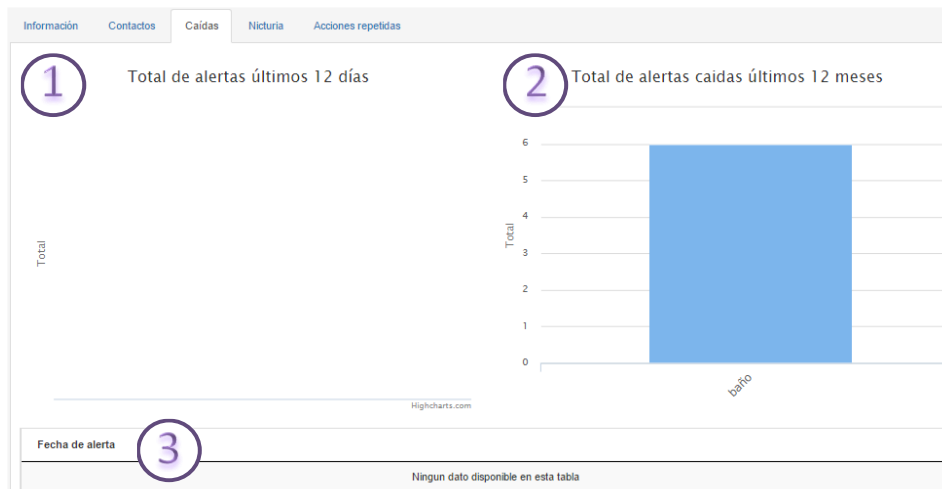 Información Contactos Caídas Nicturia Acciones repetidas
1
Total de alertas últimos 12 días
Total
Highcharts.com
2
Total de alertas caidas últimos 12 meses
Total
6
5
4
3
2
1
0
baño
Fecha de alerta
3
Ningun dato disponible en esta tabla